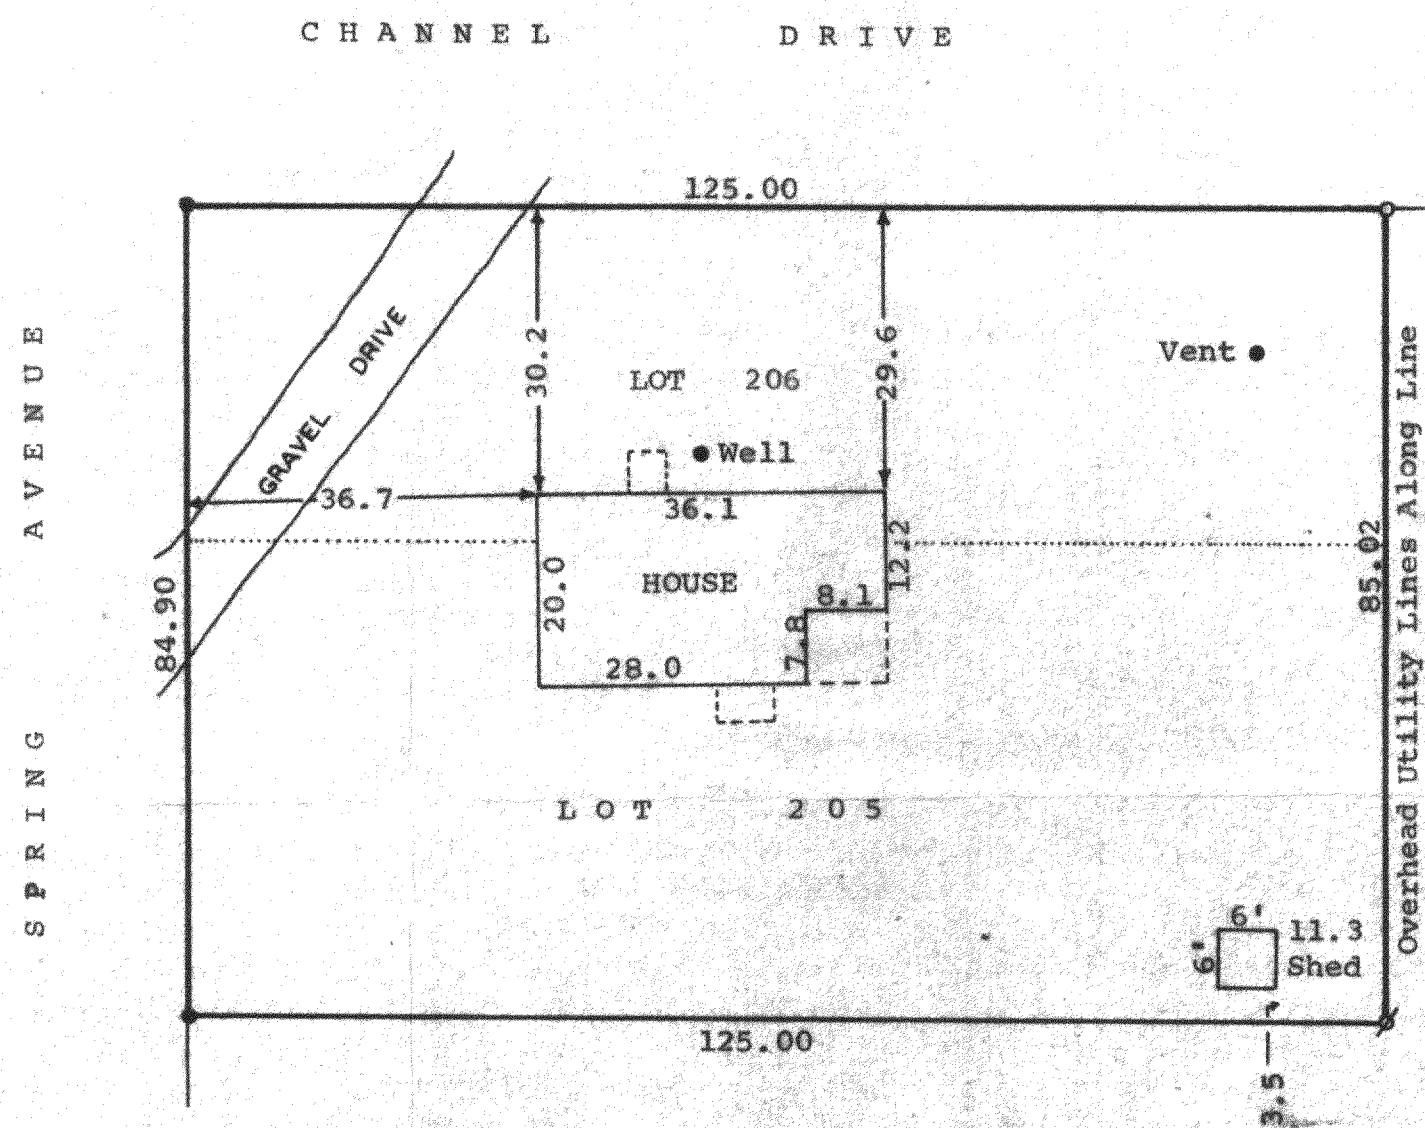 CHANNEL DRIVE
125.00
SPRING AVENUE
GRAVEL DRIVE
30.2
29.6
LOT 206
Vent
Well
36.7
36.1
12.2
HOUSE
20.0
8.1
7.8
28.0
84.90
85.02
Overhead Utility Lines Along Line
LOT 205
6'
6'
11.3
Shed
125.00
3.5